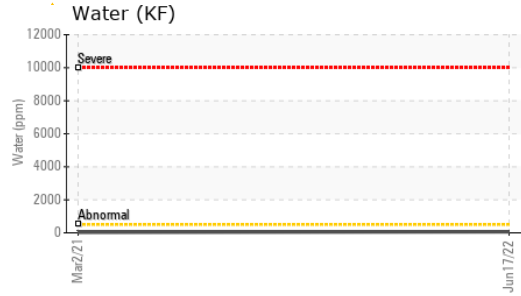 Water (KF)
12000
Severe
10000
8000
6000
4000
2000
Abnormal
0
Water (ppm)
Mar2/21
Jun17/22